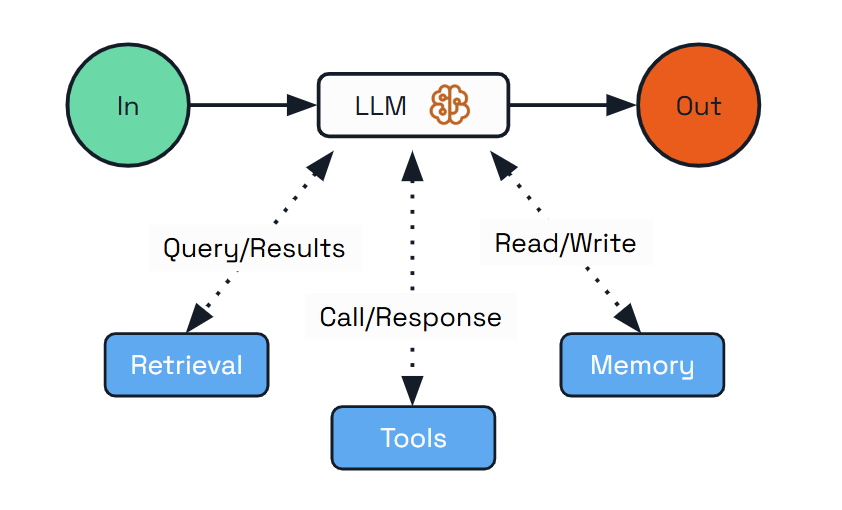 In
LLM
Out
Query/Results
Read/Write
Call/Response
Retrieval
Memory
Tools